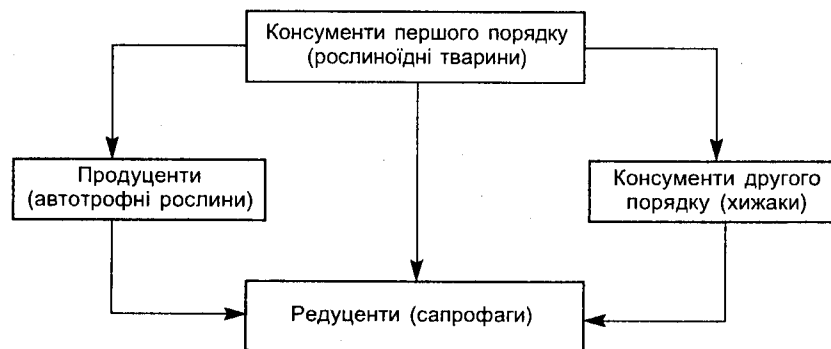 Консументи першого порядку
(рослиноїдні тварини)
Продуценти
(автотрофні рослини)
Консументи другого
порядку (хижаки)
Редуценти (сапрофаги)